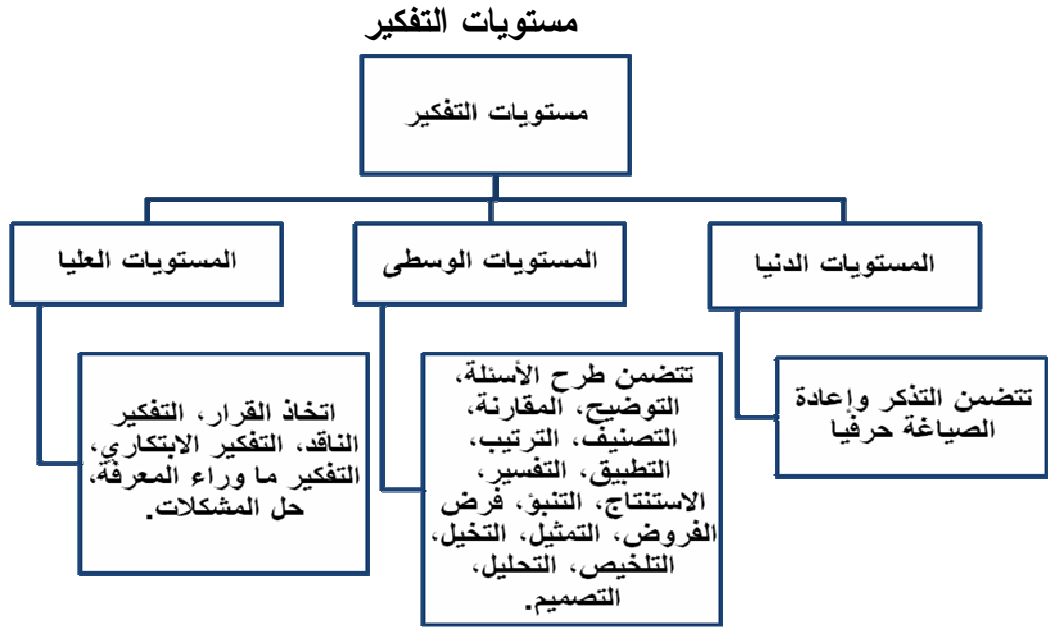 مستويات التفكير
مستويات التفكير
المستويات الدنيا
المستويات الوسطى
المستويات العليا
تتضمن التذكر وإعادة
الصياغة حرفيا
تتضمن طرح الأسئلة،
التوضيح، المقارنة،
التصنيف، الترتيب،
التطبيق، التفسير،
الاستنتاج، التنبؤ، فرض
الفروض، التمثيل، التخيل،
التلخيص، التحليل،
التصميم.
اتخاذ القرار، التفكير
الناقد، التفكير الابتكاري،
التفكير ما وراء المعرفة،
حل المشكلات.